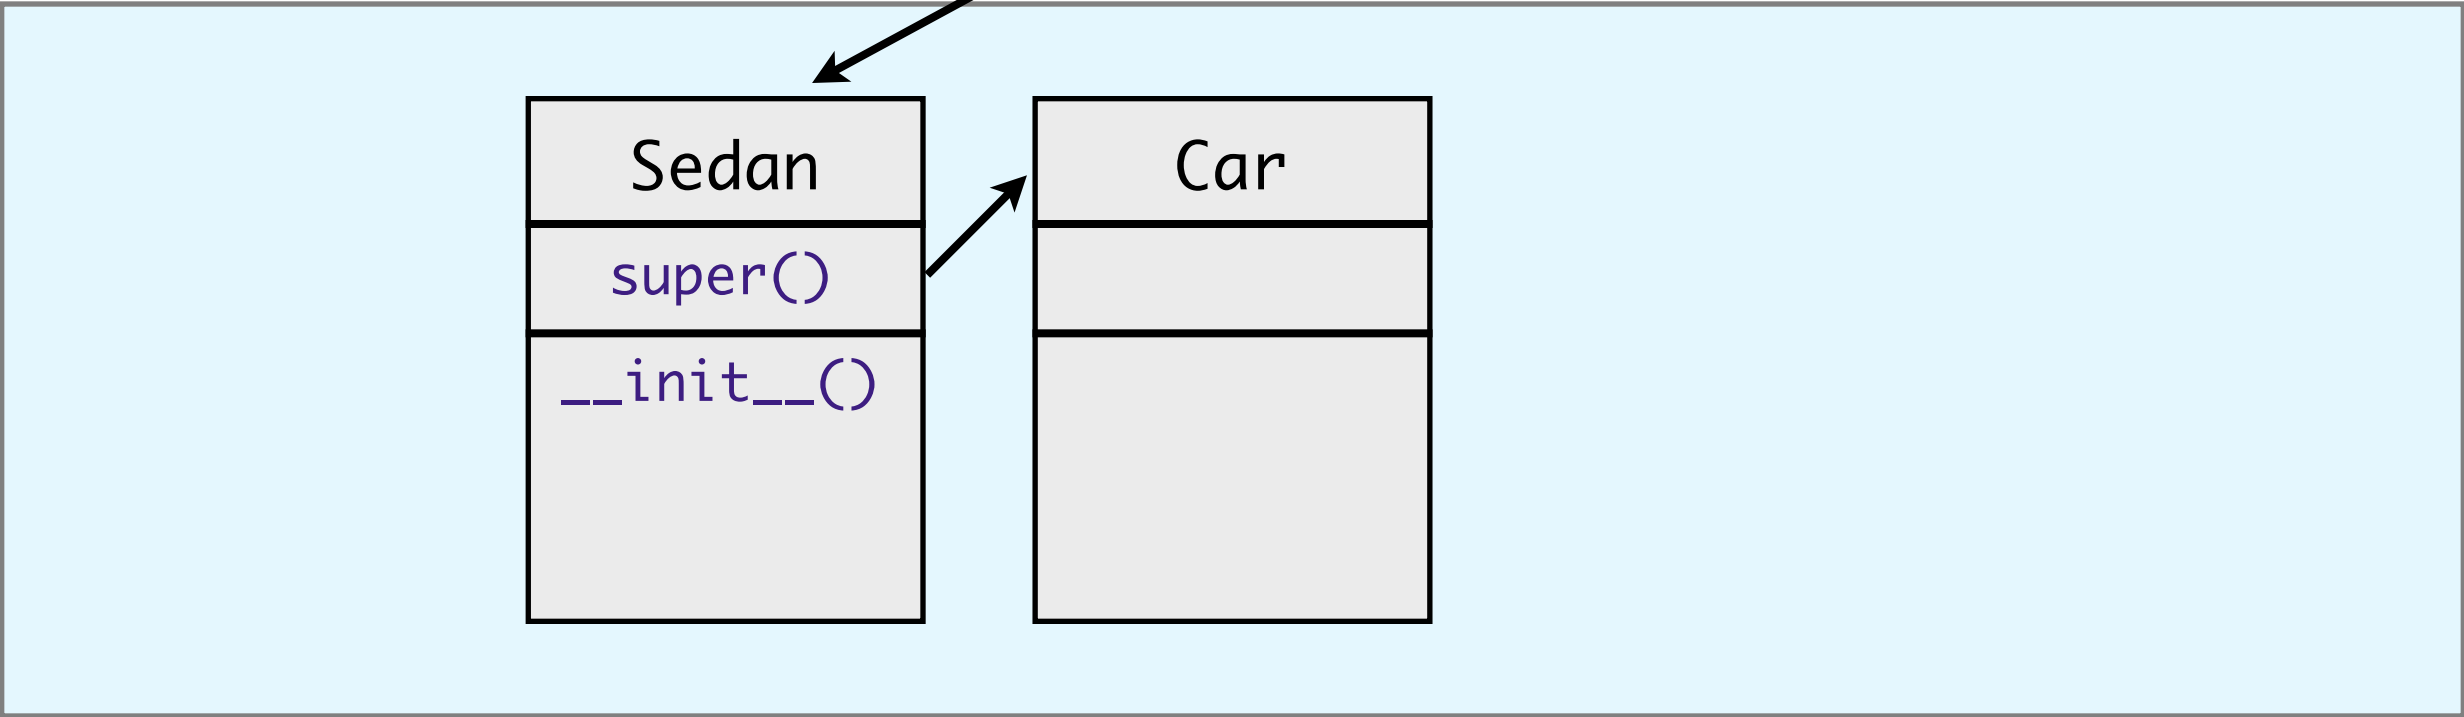 Sedan
super()
__init__()
Car